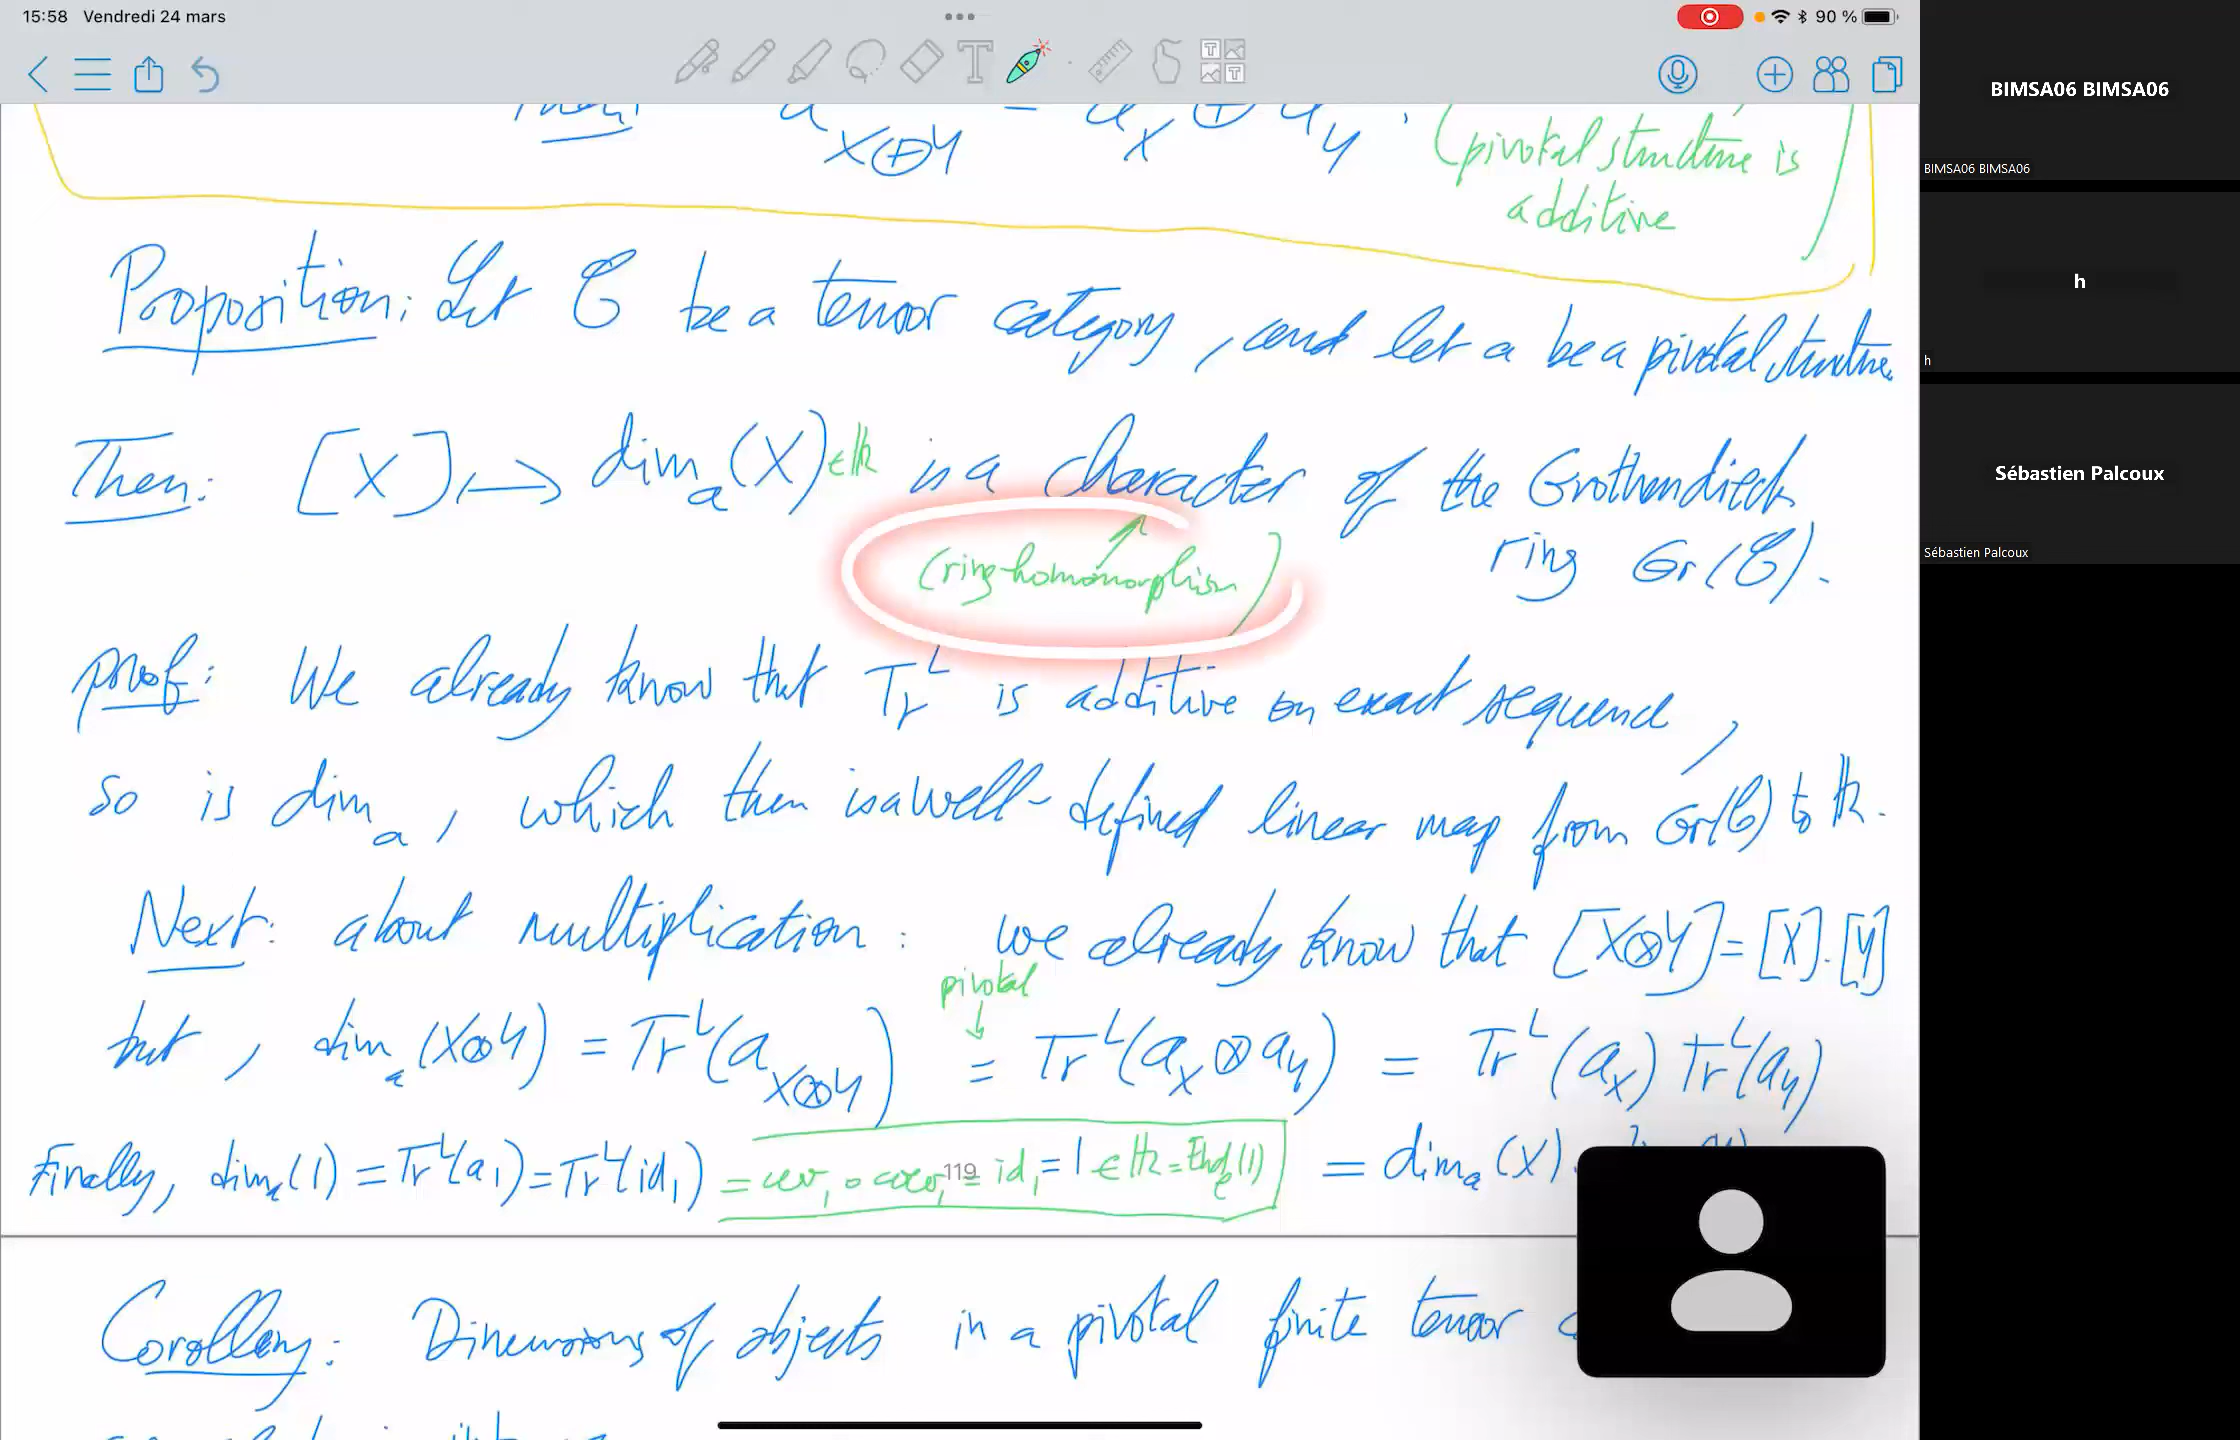 15:58 Vendredi 24 mars
90 %
Then: a_{X⊕Y} = a_X ⊕ a_Y.
(pivotal structure is additive)
Proposition: Let 𝒞 be a tensor category, and let a be a pivotal structure.
Then: [X] ↦ dim_a(X) ∈ 𝕜 is a character of the Grothendieck
(ring homomorphism)
ring Gr(𝒞).
proof: We already know that Tr^L is additive on exact sequence,
so is dim_a, which then is a well-defined linear map from Gr(𝒞) to 𝕜.
Next: about multiplication: we already know that [X⊗Y]=[X].[Y]
pivotal
but, dim_a(X⊗Y) = Tr^L(a_{X⊗Y}) = Tr^L(a_X ⊗ a_Y) = Tr^L(a_X) Tr^L(a_Y)
Finally, dim_a(1) = Tr^L(a_1) = Tr^L(id_1) = ev_1 ∘ coev_1 = id_1 = 1 ∈ 𝕜 = End_𝒞(1) = dim_a(X).
119
Corollary: Dimensions of objects in a pivotal finite tensor
BIMSA06 BIMSA06
BIMSA06 BIMSA06
h
h
Sébastien Palcoux
Sébastien Palcoux